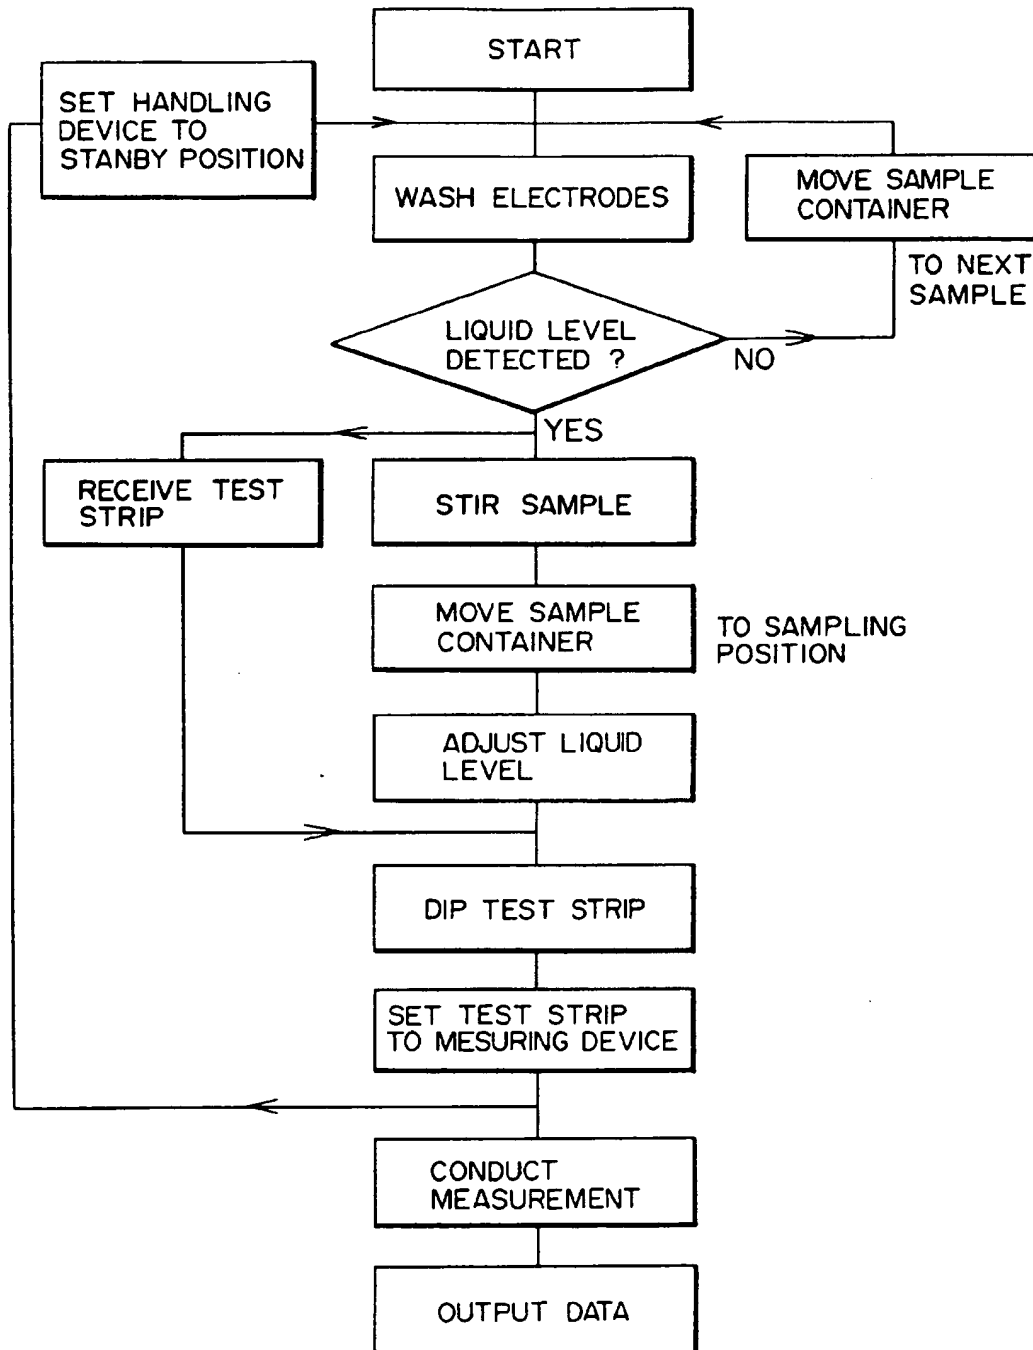 START
SET HANDLING
DEVICE TO
STANBY POSITION
WASH ELECTRODES
MOVE SAMPLE
CONTAINER
TO NEXT
SAMPLE
LIQUID LEVEL
DETECTED ?
NO
YES
RECEIVE TEST
STRIP
STIR SAMPLE
MOVE SAMPLE
CONTAINER
TO SAMPLING
POSITION
ADJUST LIQUID
LEVEL
DIP TEST STRIP
SET TEST STRIP
TO MESURING DEVICE
CONDUCT
MEASUREMENT
OUTPUT DATA